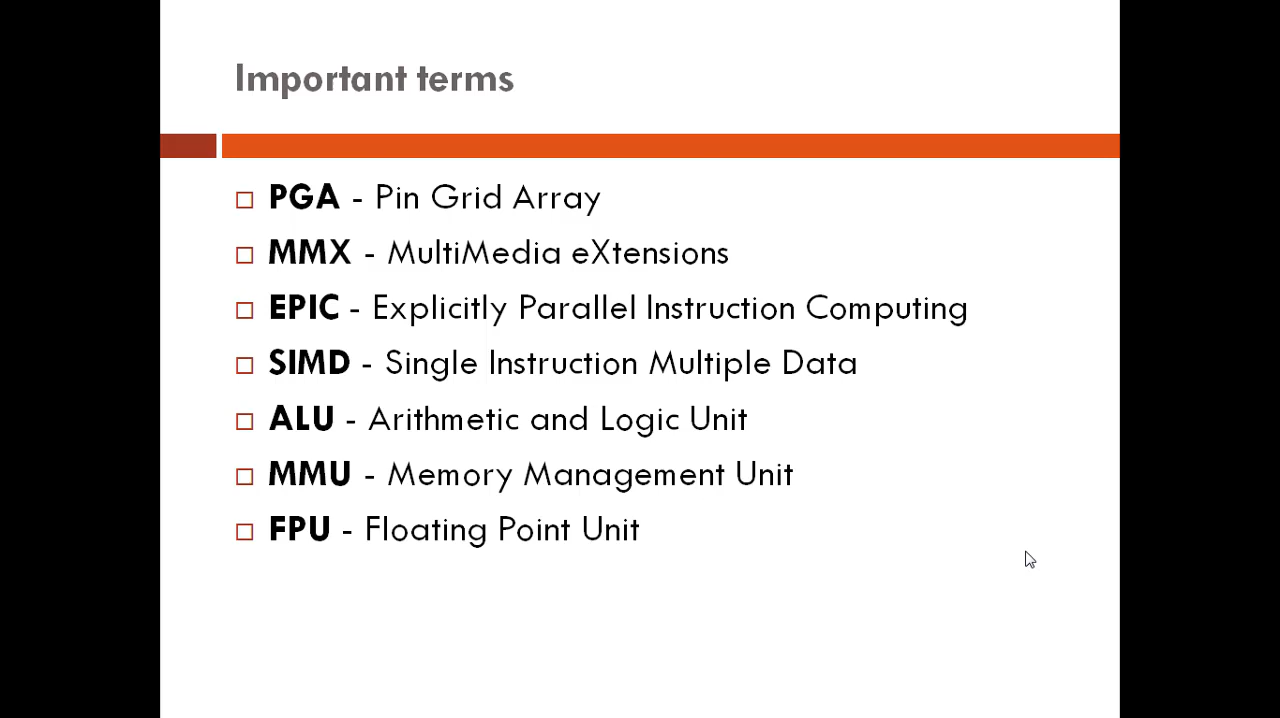 Important terms
PGA - Pin Grid Array
MMX - MultiMedia eXtensions
EPIC - Explicitly Parallel Instruction Computing
SIMD - Single Instruction Multiple Data
ALU - Arithmetic and Logic Unit
MMU - Memory Management Unit
FPU - Floating Point Unit